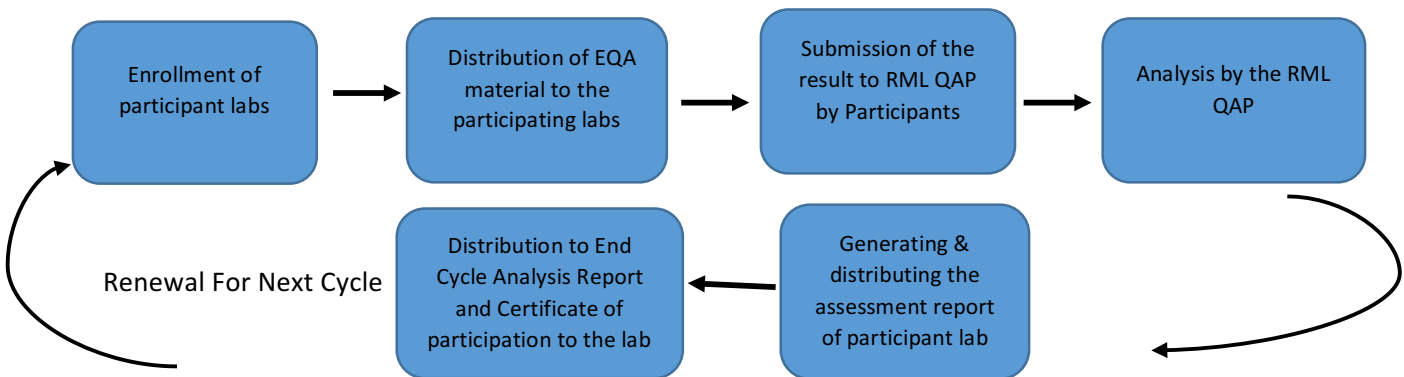 Enrollment of
participant labs
Distribution of EQA
material to the
participating labs
Submission of the
result to RML QAP
by Participants
Analysis by the RML
QAP
Renewal For Next Cycle
Distribution to End
Cycle Analysis Report
and Certificate of
participation to the lab
Generating &
distributing the
assessment report
of participant lab